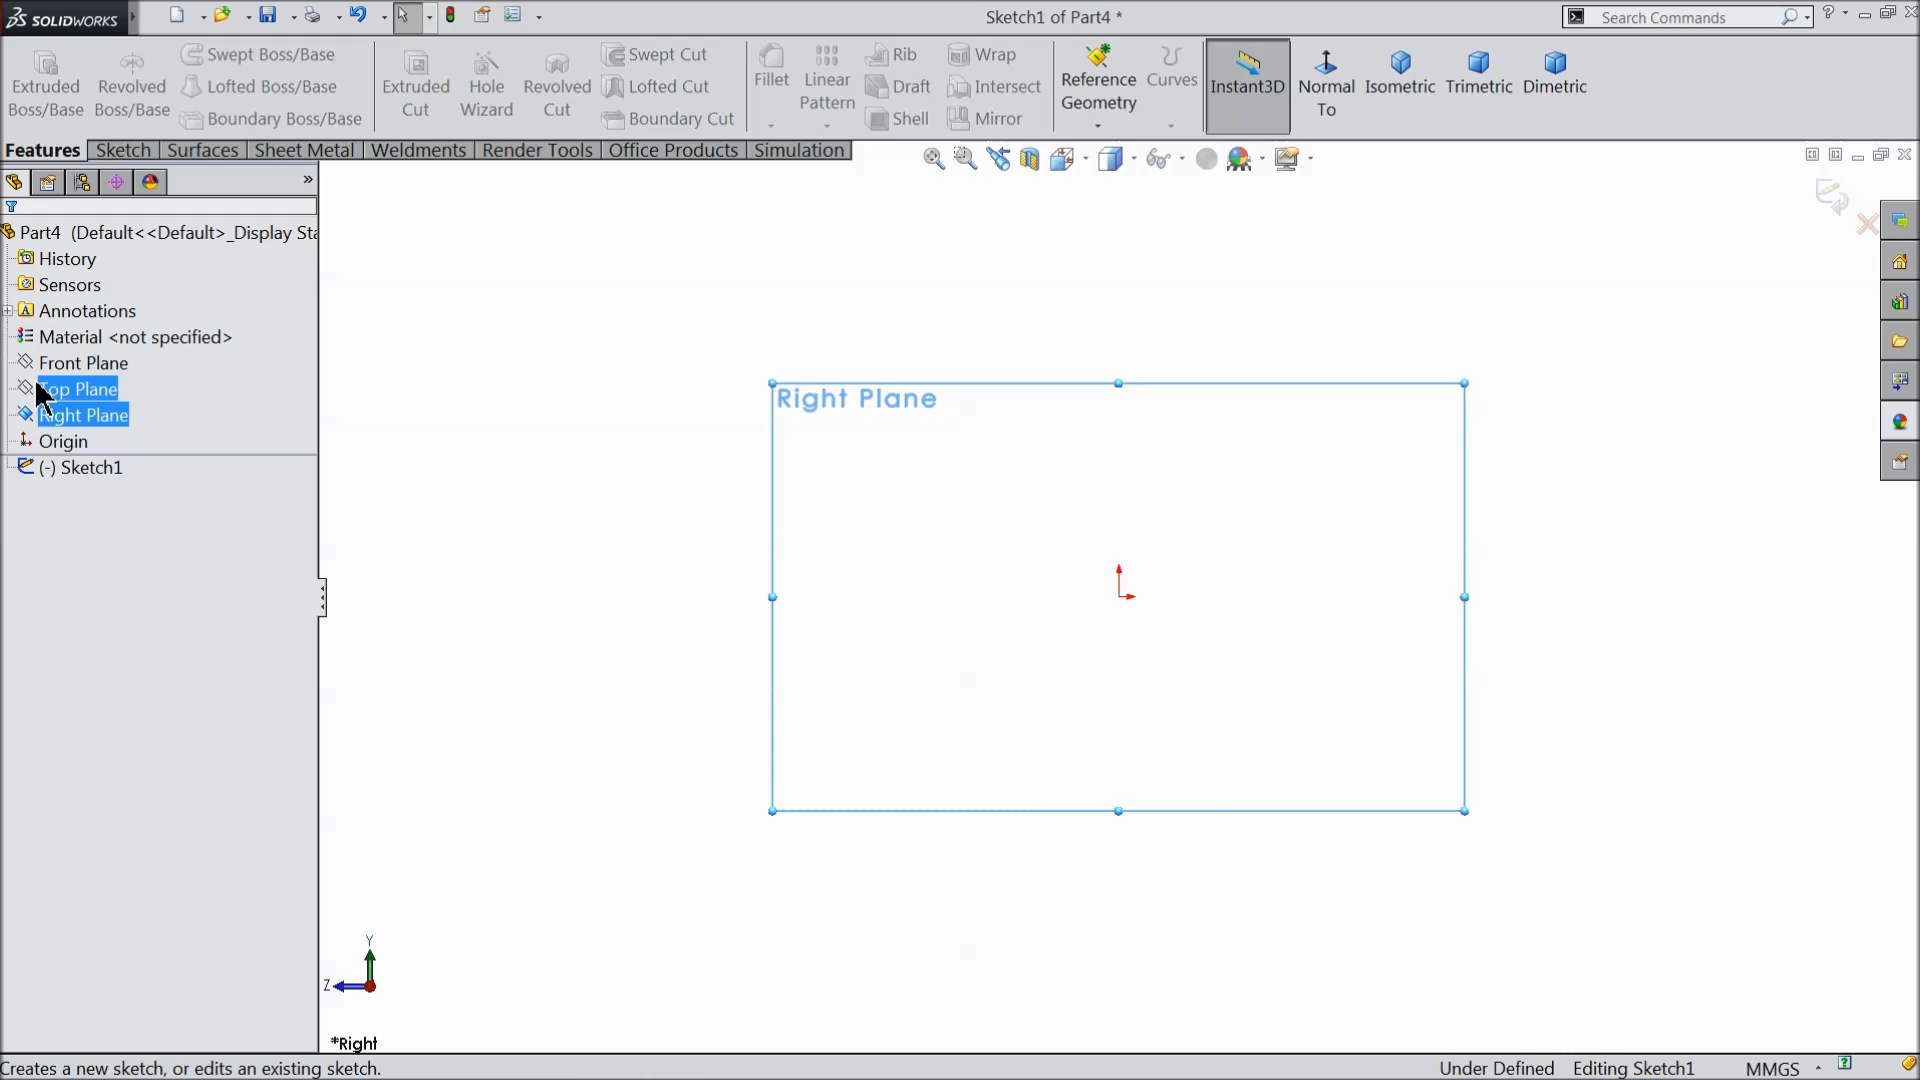 SOLIDWORKS
Sketch1 of Part4 *
Search Commands
Extruded Boss/Base
Revolved Boss/Base
Swept Boss/Base
Lofted Boss/Base
Boundary Boss/Base
Extruded Cut
Hole Wizard
Revolved Cut
Swept Cut
Lofted Cut
Boundary Cut
Fillet
Linear Pattern
Rib
Draft
Shell
Wrap
Intersect
Mirror
Reference Geometry
Curves
Instant3D
Normal To
Isometric
Trimetric
Dimetric
Features
Sketch
Surfaces
Sheet Metal
Weldments
Render Tools
Office Products
Simulation
Part4 (Default<<Default>_Display Sta
History
Sensors
Annotations
Material <not specified>
Front Plane
Top Plane
Right Plane
Origin
(-) Sketch1
Right Plane
Y
Z
*Right
Creates a new sketch, or edits an existing sketch.
Under Defined
Editing Sketch1
MMGS